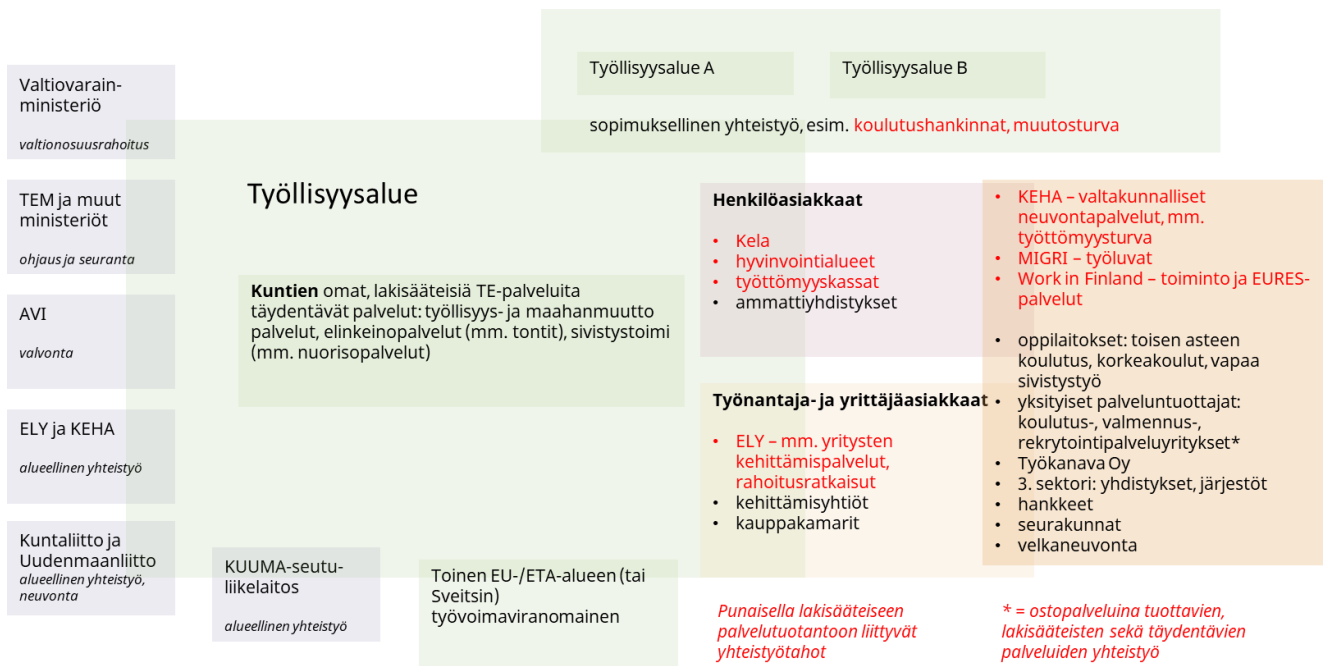 Valtiovarain-
ministeriö
valtionosuusrahoitus
TEM ja muut
ministeriöt
ohjaus ja seuranta
AVI
valvonta
ELY ja KEHA
alueellinen yhteistyö
Kuntaliitto ja
Uudenmaanliitto
alueellinen yhteistyö,
neuvonta
Työllisyysalue A
Työllisyysalue B
sopimuksellinen yhteistyö, esim. koulutushankinnat, muutosturva
Työllisyysalue
Kuntien omat, lakisääteisiä TE-palveluita
täydentävät palvelut: työllisyys- ja maahanmuutto
palvelut, elinkeinopalvelut (mm. tontit), sivistystoimi
(mm. nuorisopalvelut)
KUUMA-seutu-
liikelaitos
alueellinen yhteistyö
Toinen EU-/ETA-alueen (tai
Sveitsin)
työvoimaviranomainen
Henkilöasiakkaat
• Kela
• hyvinvointialueet
• työttömyyskassat
• ammattiyhdistykset
Työnantaja- ja yrittäjäasiakkaat
• ELY – mm. yritysten
kehittämispalvelut,
rahoitusratkaisut
• kehittämisyhtiöt
• kauppakamarit
• KEHA – valtakunnalliset
neuvontapalvelut, mm.
työttömyysturva
• MIGRI – työluvat
• Work in Finland – toiminto ja EURES-
palvelut
• oppilaitokset: toisen asteen
koulutus, korkeakoulut, vapaa
sivistystyö
• yksityiset palveluntuottajat:
koulutus-, valmennus-,
rekrytointipalveluyritykset*
• Työkanava Oy
• 3. sektori: yhdistykset, järjestöt
• hankkeet
• seurakunnat
• velkaneuvonta
Punaisella lakisääteiseen
palvelutuotantoon liittyvät
yhteistyötahot
* = ostopalveluina tuottavien,
lakisääteisten sekä täydentävien
palveluiden yhteistyö